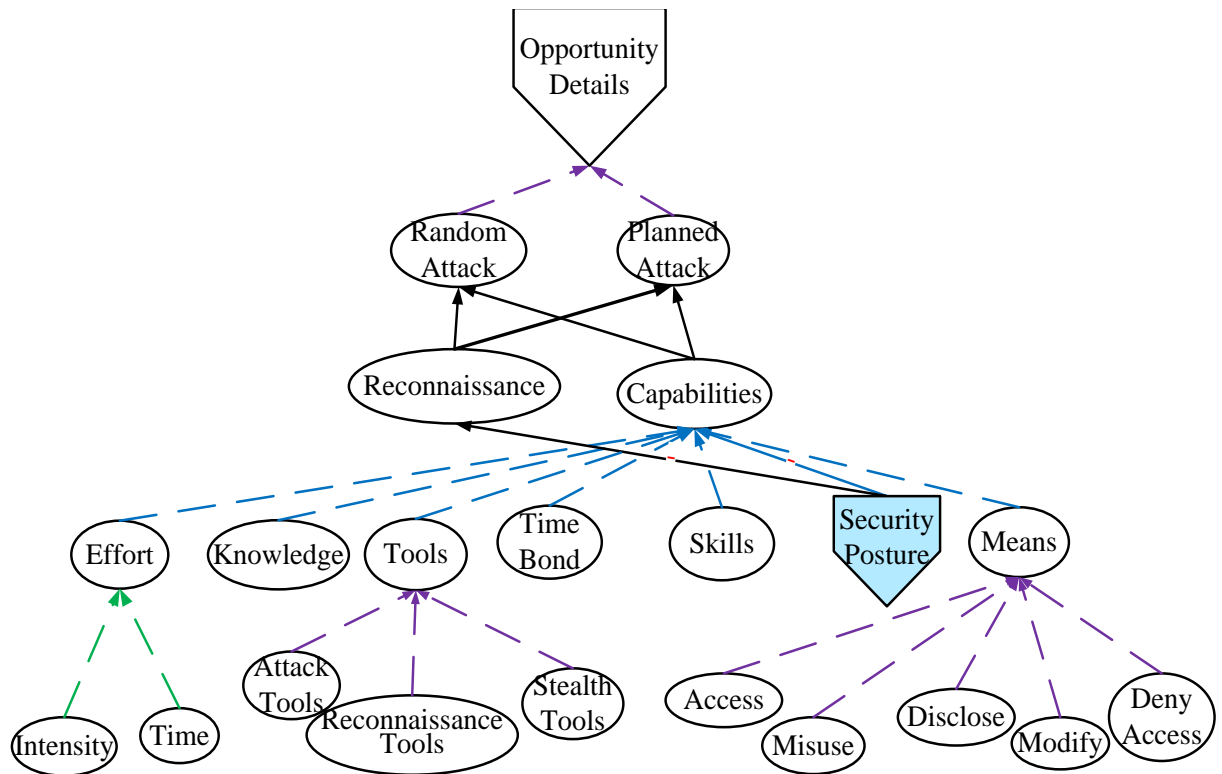 Opportunity
Details
Random
Attack
Planned
Attack
Reconnaissance
Capabilities
-
-
Effort
Knowledge
Tools
Time
Bond
Skills
Security
Posture
Means
Attack
Tools
Reconnaissance
Tools
Stealth
Tools
Access
Misuse
Disclose
Modify
Deny
Access
Intensity
Time